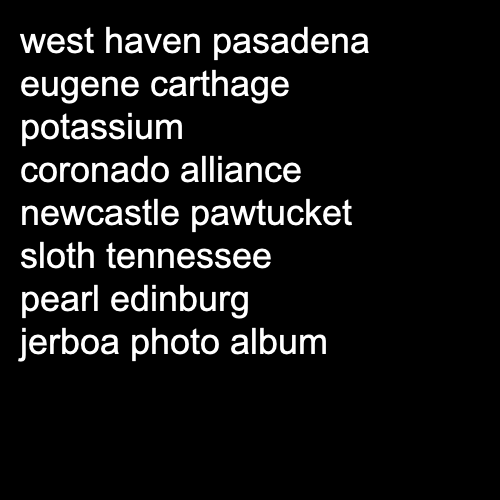 west haven pasadena
eugene carthage
potassium
coronado alliance
newcastle pawtucket
sloth tennessee
pearl edinburg
jerboa photo album